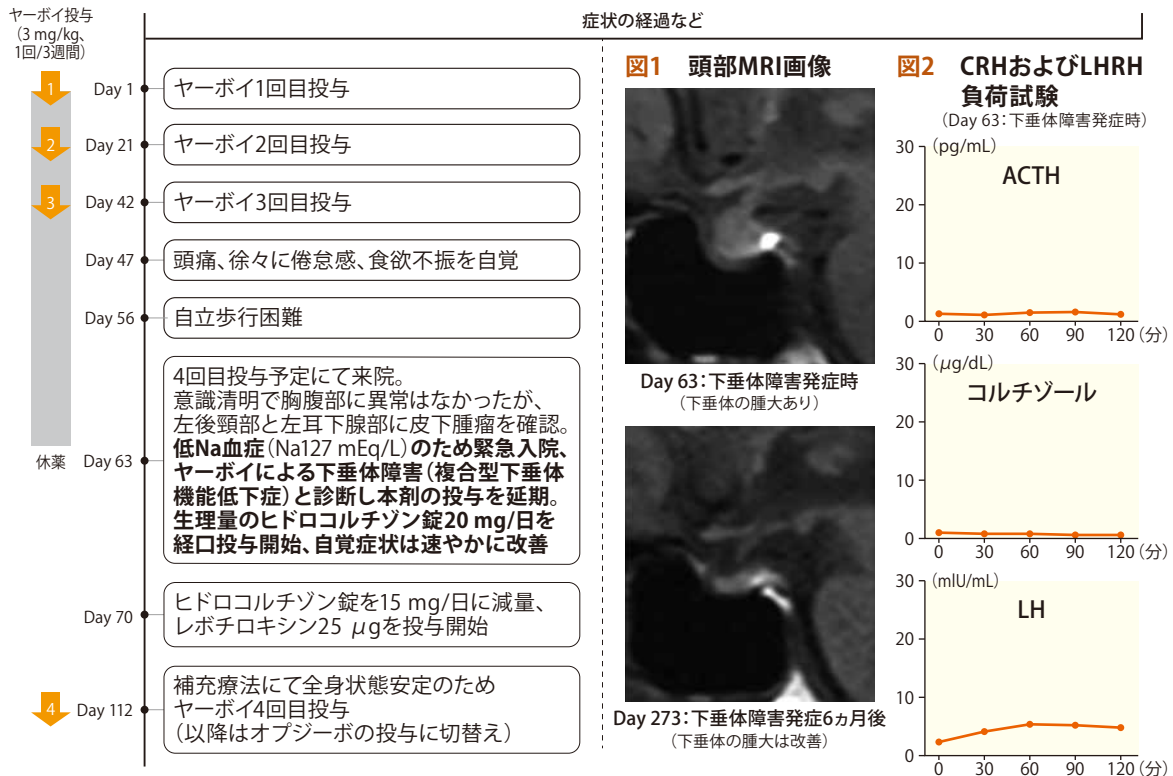 ヤーボイ投与
(3 mg/kg、
1回/3週間)
症状の経過など
1
Day 1
ヤーボイ1回目投与
2
Day 21
ヤーボイ2回目投与
3
Day 42
ヤーボイ3回目投与
Day 47
頭痛、徐々に倦怠感、食欲不振を自覚
Day 56
自立歩行困難
休薬
Day 63
4回目投与予定にて来院。
意識清明で胸腹部に異常はなかったが、
左後頸部と左耳下腺部に皮下腫瘤を確認。
低Na血症(Na127 mEq/L)のため緊急入院、
ヤーボイによる下垂体障害(複合型下垂体
機能低下症)と診断し本剤の投与を延期。
生理量のヒドロコルチゾン錠20 mg/日を
経口投与開始、自覚症状は速やかに改善
Day 70
ヒドロコルチゾン錠を15 mg/日に減量、
レボチロキシン25 μgを投与開始
4
Day 112
補充療法にて全身状態安定のため
ヤーボイ4回目投与
(以降はオプジーボの投与に切替え)
図1 頭部MRI画像
Day 63:下垂体障害発症時
(下垂体の腫大あり)
Day 273:下垂体障害発症6ヵ月後
(下垂体の腫大は改善)
図2 CRHおよびLHRH
負荷試験
(Day 63:下垂体障害発症時)
(pg/mL)
ACTH
30
20
10
0
0 30 60 90 120(分)
(μg/dL)
コルチゾール
30
20
10
0
0 30 60 90 120(分)
(mIU/mL)
LH
30
20
10
0
0 30 60 90 120(分)